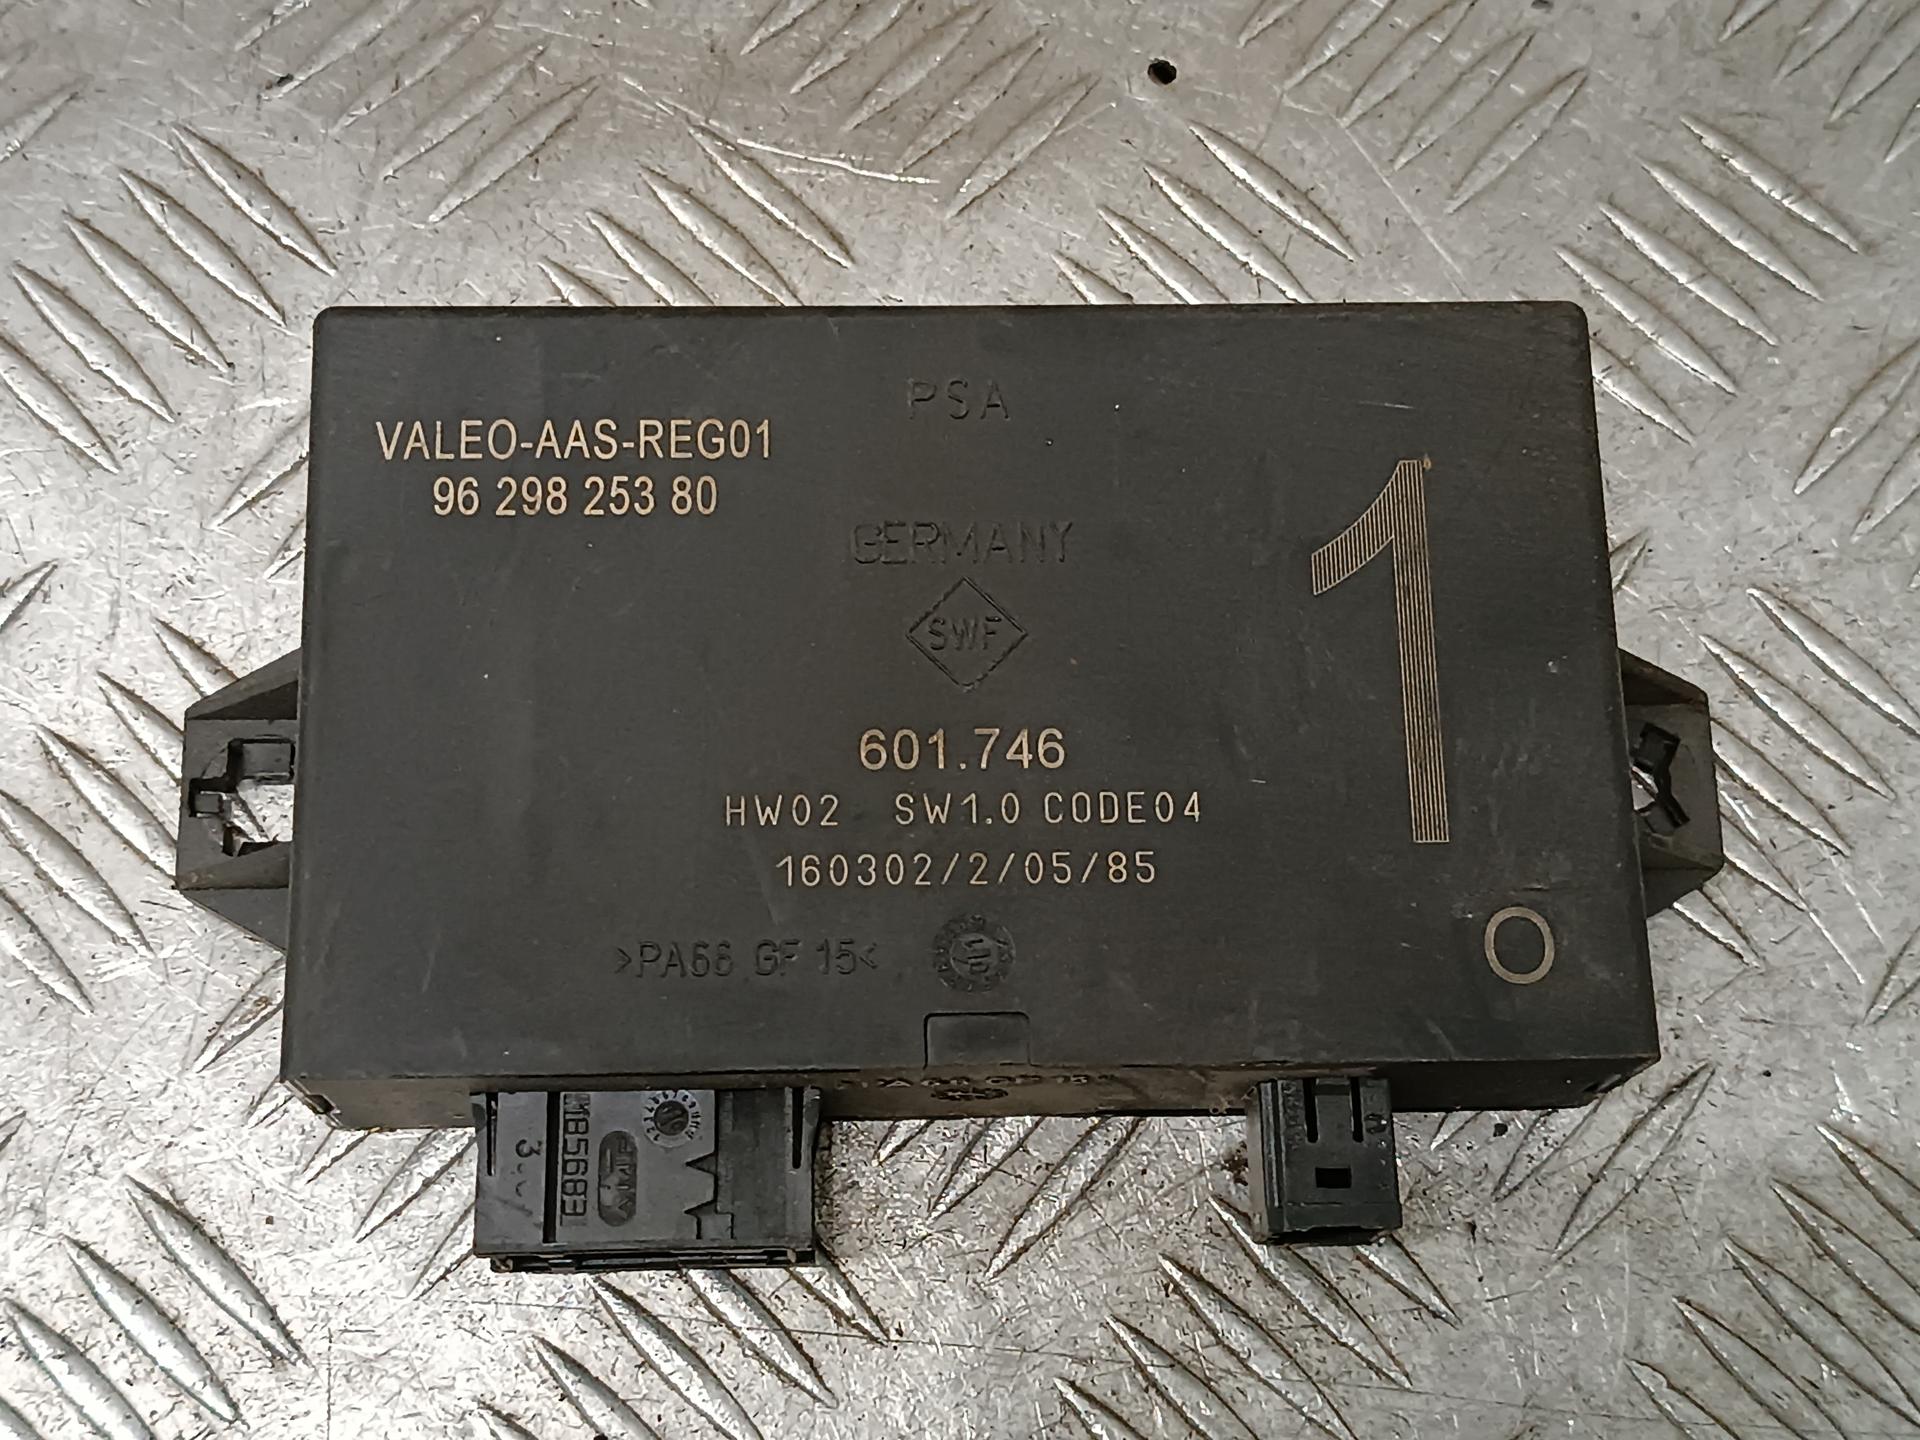 PSA
VALEO-AAS-REG01
96 298 253 80
GERMANY
SWF
1
601.746
HW02 SW1.0 CODE04
160302/2/05/85
>PA66 GF 15<
O
AMP